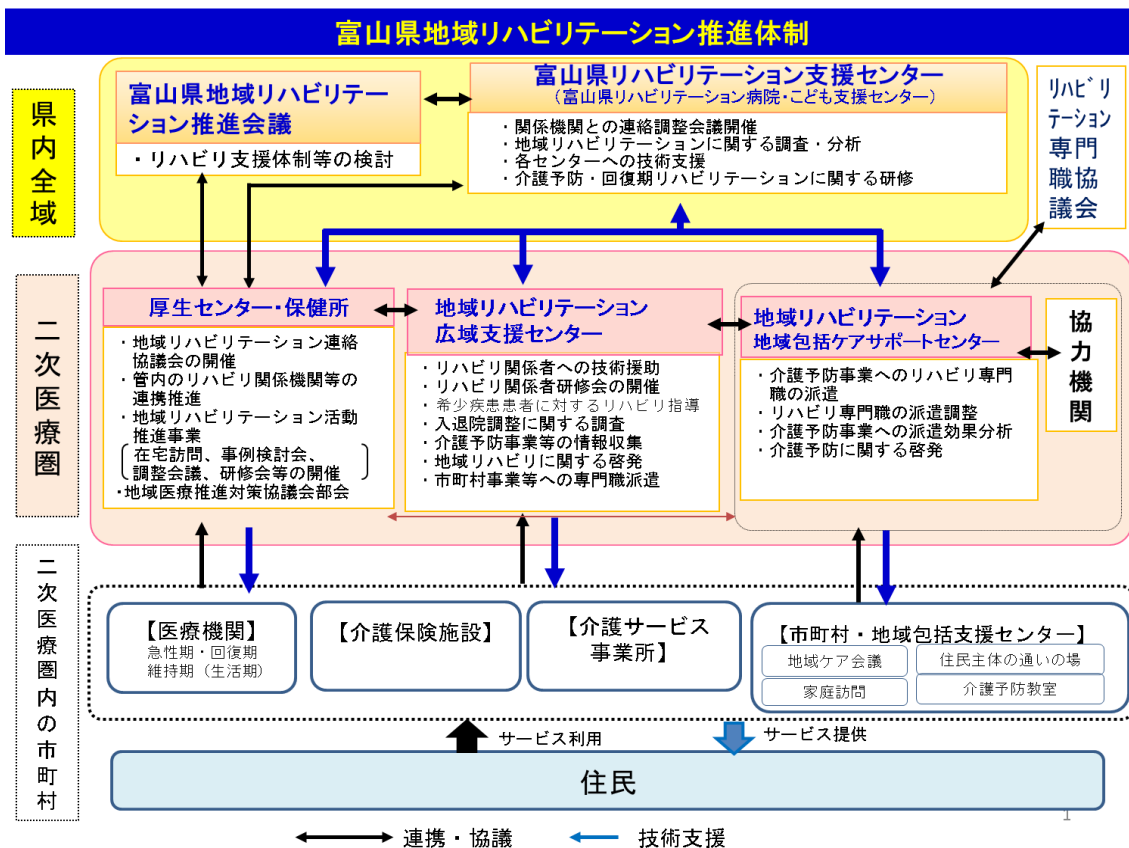 富山県地域リハビリテーション推進体制
県内全域
富山県地域リハビリテー
ション推進会議
・リハビリ支援体制等の検討
富山県リハビリテーション支援センター
(富山県リハビリテーション病院・こども支援センター)
・関係機関との連絡調整会議開催
・地域リハビリテーションに関する調査・分析
・各センターへの技術支援
・介護予防・回復期リハビリテーションに関する研修
リハビリ
テーション
専門
職協
議会
二次医療圏
厚生センター・保健所
・地域リハビリテーション連絡
協議会の開催
・管内のリハビリ関係機関等の
連携推進
・地域リハビリテーション活動
推進事業
在宅訪問、事例検討会、
調整会議、研修会等の開催
・地域医療推進対策協議会部会
地域リハビリテーション
広域支援センター
・リハビリ関係者への技術援助
・リハビリ関係者研修会の開催
・希少疾患患者に対するリハビリ指導
・入退院調整に関する調査
・介護予防事業等の情報収集
・地域リハビリに関する啓発
・市町村事業等への専門職派遣
地域リハビリテーション
地域包括ケアサポートセンター
・介護予防事業へのリハビリ専門
職の派遣
・リハビリ専門職の派遣調整
・介護予防事業への派遣効果分析
・介護予防に関する啓発
協力機関
二次医療圏内の市町村
【医療機関】
急性期・回復期
維持期(生活期)
【介護保険施設】
【介護サービス
事業所】
【市町村・地域包括支援センター】
地域ケア会議
住民主体の通いの場
家庭訪問
介護予防教室
サービス利用
サービス提供
住民
1
連携・協議
技術支援